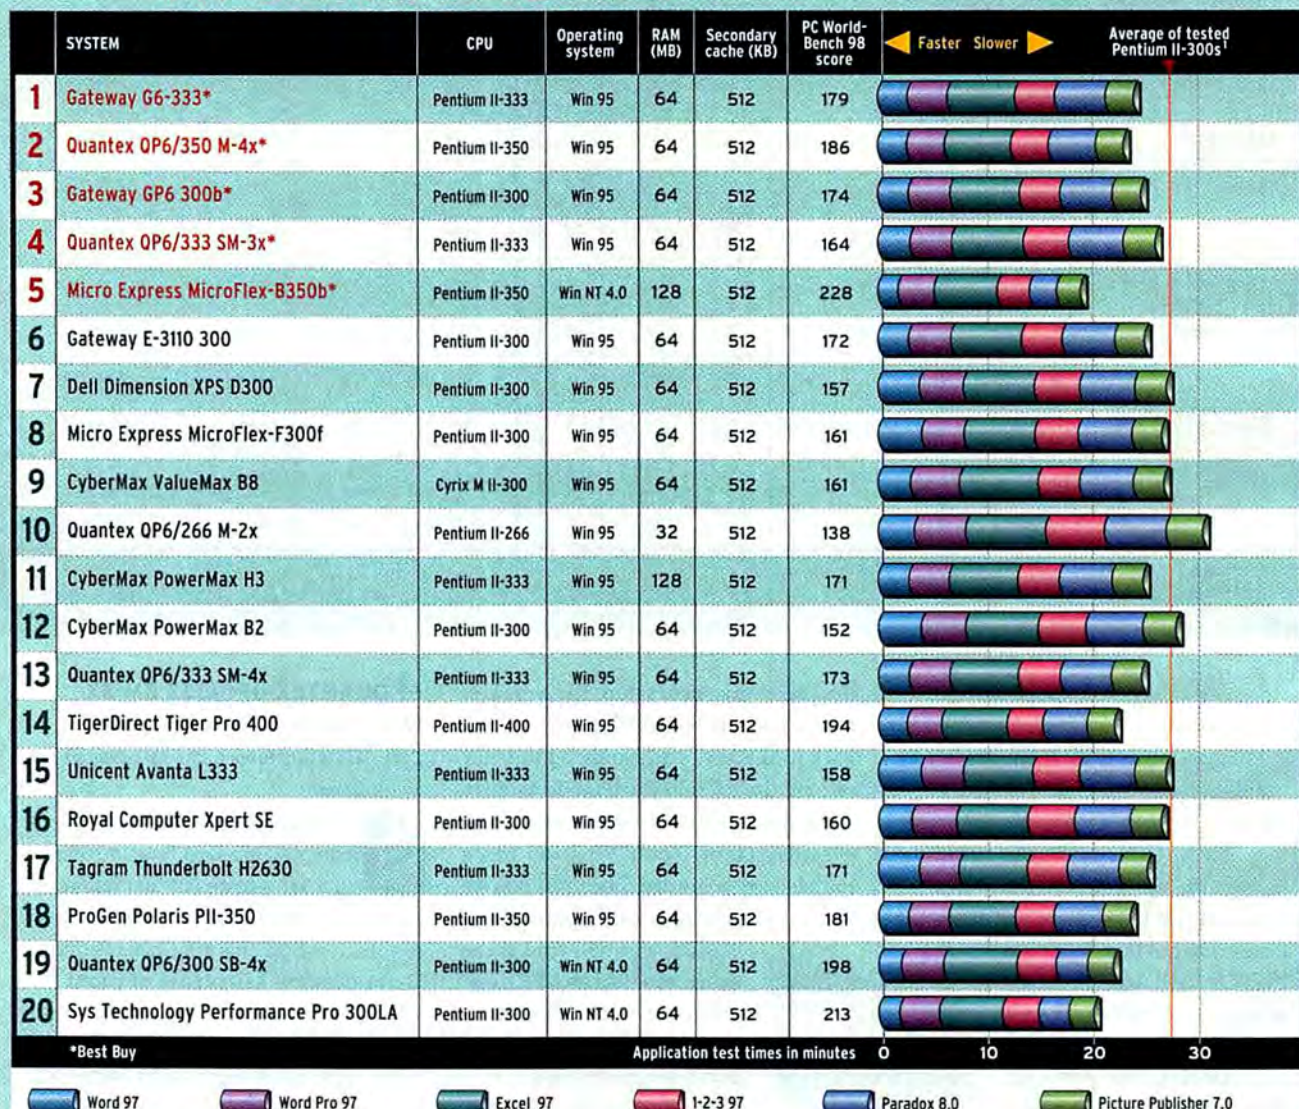 SYSTEM CPU Operating system RAM (MB) Secondary cache (KB) PC World-Bench 98 score Faster Slower Average of tested Pentium II-300s¹
1 Gateway G6-333* Pentium II-333 Win 95 64 512 179
2 Quantex QP6/350 M-4x* Pentium II-350 Win 95 64 512 186
3 Gateway GP6 300b* Pentium II-300 Win 95 64 512 174
4 Quantex QP6/333 SM-3x* Pentium II-333 Win 95 64 512 164
5 Micro Express MicroFlex-B350b* Pentium II-350 Win NT 4.0 128 512 228
6 Gateway E-3110 300 Pentium II-300 Win 95 64 512 172
7 Dell Dimension XPS D300 Pentium II-300 Win 95 64 512 157
8 Micro Express MicroFlex-F300f Pentium II-300 Win 95 64 512 161
9 CyberMax ValueMax B8 Cyrix M II-300 Win 95 64 512 161
10 Quantex QP6/266 M-2x Pentium II-266 Win 95 32 512 138
11 CyberMax PowerMax H3 Pentium II-333 Win 95 128 512 171
12 CyberMax PowerMax B2 Pentium II-300 Win 95 64 512 152
13 Quantex QP6/333 SM-4x Pentium II-333 Win 95 64 512 173
14 TigerDirect Tiger Pro 400 Pentium II-400 Win 95 64 512 194
15 Unicent Avanta L333 Pentium II-333 Win 95 64 512 158
16 Royal Computer Xpert SE Pentium II-300 Win 95 64 512 160
17 Tagram Thunderbolt H2630 Pentium II-333 Win 95 64 512 171
18 ProGen Polaris PII-350 Pentium II-350 Win 95 64 512 181
19 Quantex QP6/300 SB-4x Pentium II-300 Win NT 4.0 64 512 198
20 Sys Technology Performance Pro 300LA Pentium II-300 Win NT 4.0 64 512 213
*Best Buy Application test times in minutes 0 10 20 30
Word 97 Word Pro 97 Excel 97 1-2-3 97 Paradox 8.0 Picture Publisher 7.0